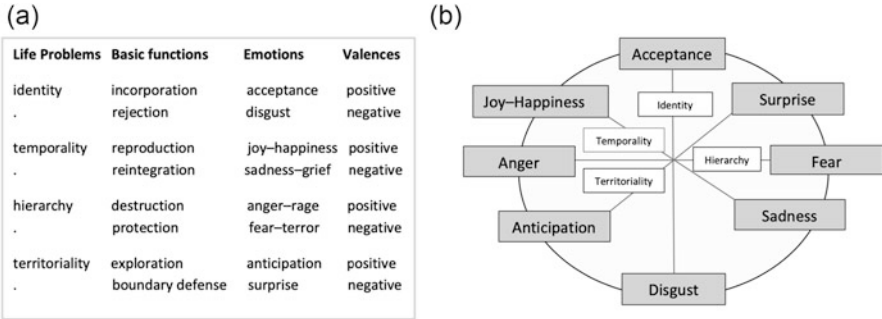 (a)
Life Problems Basic functions Emotions Valences
identity incorporation acceptance positive
. rejection disgust negative
temporality reproduction joy–happiness positive
. reintegration sadness–grief negative
hierarchy destruction anger–rage positive
. protection fear–terror negative
territoriality exploration anticipation positive
. boundary defense surprise negative
(b)
Acceptance
Joy–Happiness
Identity
Surprise
Temporality
Anger
Hierarchy
Fear
Territoriality
Anticipation
Sadness
Disgust